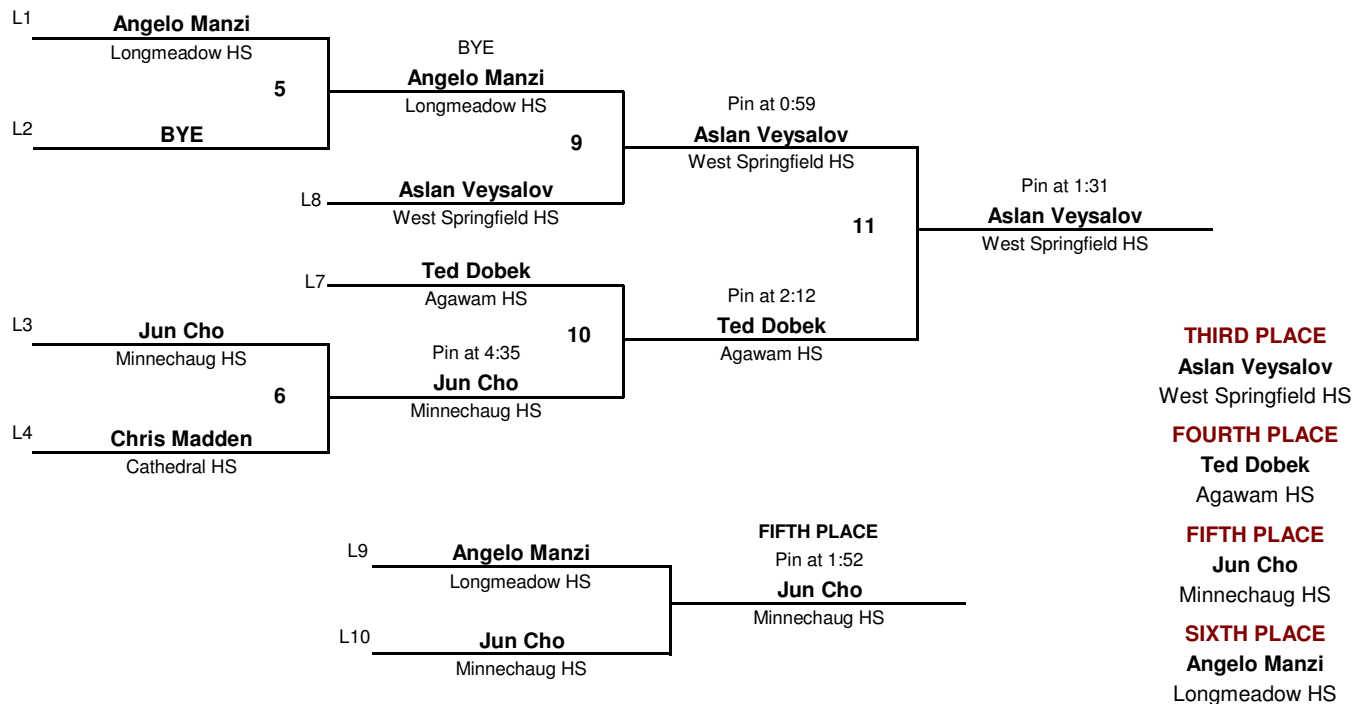 L1
Angelo Manzi
Longmeadow HS
5
L2
BYE
BYE
Angelo Manzi
Longmeadow HS
9
L8
Aslan Veysalov
West Springfield HS
Pin at 0:59
Aslan Veysalov
West Springfield HS
11
Pin at 1:31
Aslan Veysalov
West Springfield HS
L7
Ted Dobek
Agawam HS
10
L3
Jun Cho
Minnechaug HS
6
L4
Chris Madden
Cathedral HS
Pin at 4:35
Jun Cho
Minnechaug HS
Pin at 2:12
Ted Dobek
Agawam HS
L9
Angelo Manzi
Longmeadow HS
L10
Jun Cho
Minnechaug HS
FIFTH PLACE
Pin at 1:52
Jun Cho
Minnechaug HS
THIRD PLACE
Aslan Veysalov
West Springfield HS
FOURTH PLACE
Ted Dobek
Agawam HS
FIFTH PLACE
Jun Cho
Minnechaug HS
SIXTH PLACE
Angelo Manzi
Longmeadow HS